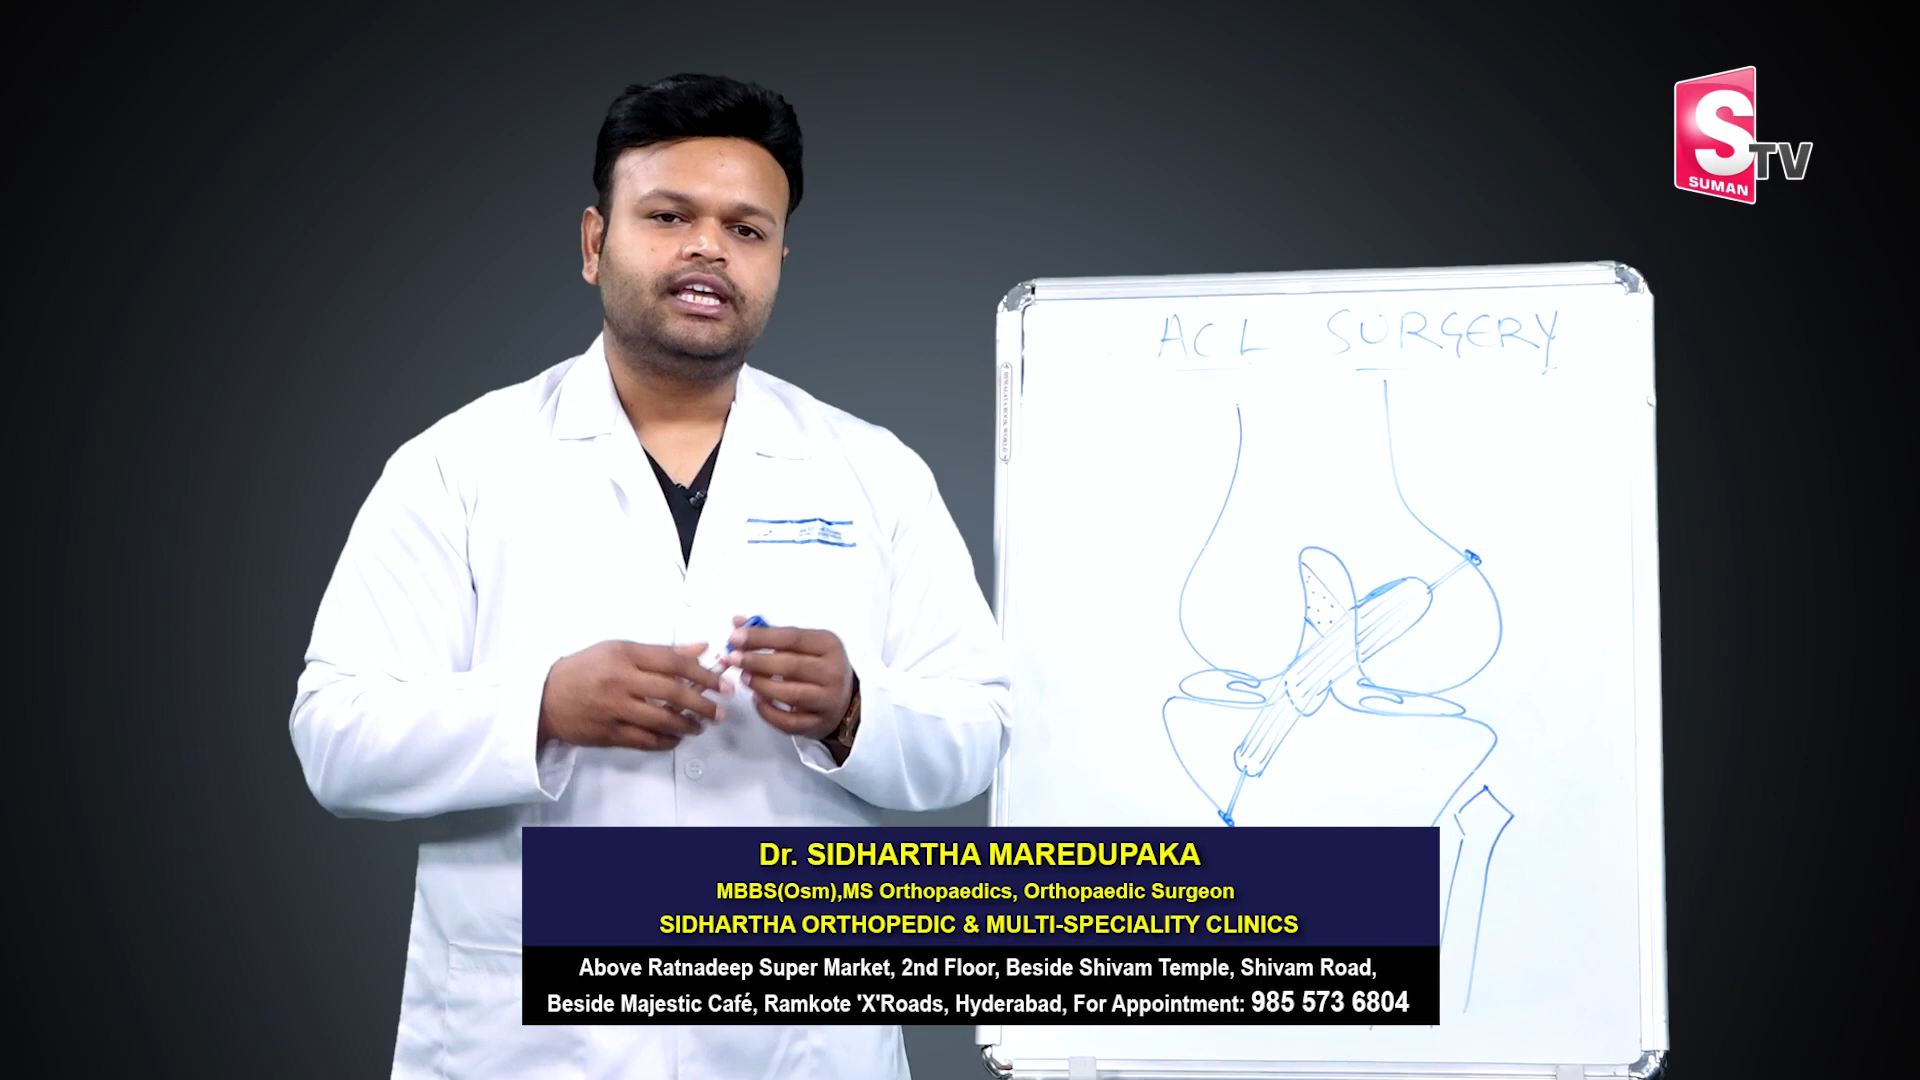 S
TV
SUMAN
ACL SURGERY
Dr. SIDHARTHA MAREDUPAKA
MBBS(Osm),MS Orthopaedics, Orthopaedic Surgeon
SIDHARTHA ORTHOPEDIC & MULTI-SPECIALITY CLINICS
Above Ratnadeep Super Market, 2nd Floor, Beside Shivam Temple, Shivam Road,
Beside Majestic Café, Ramkote 'X'Roads, Hyderabad, For Appointment: 985 573 6804